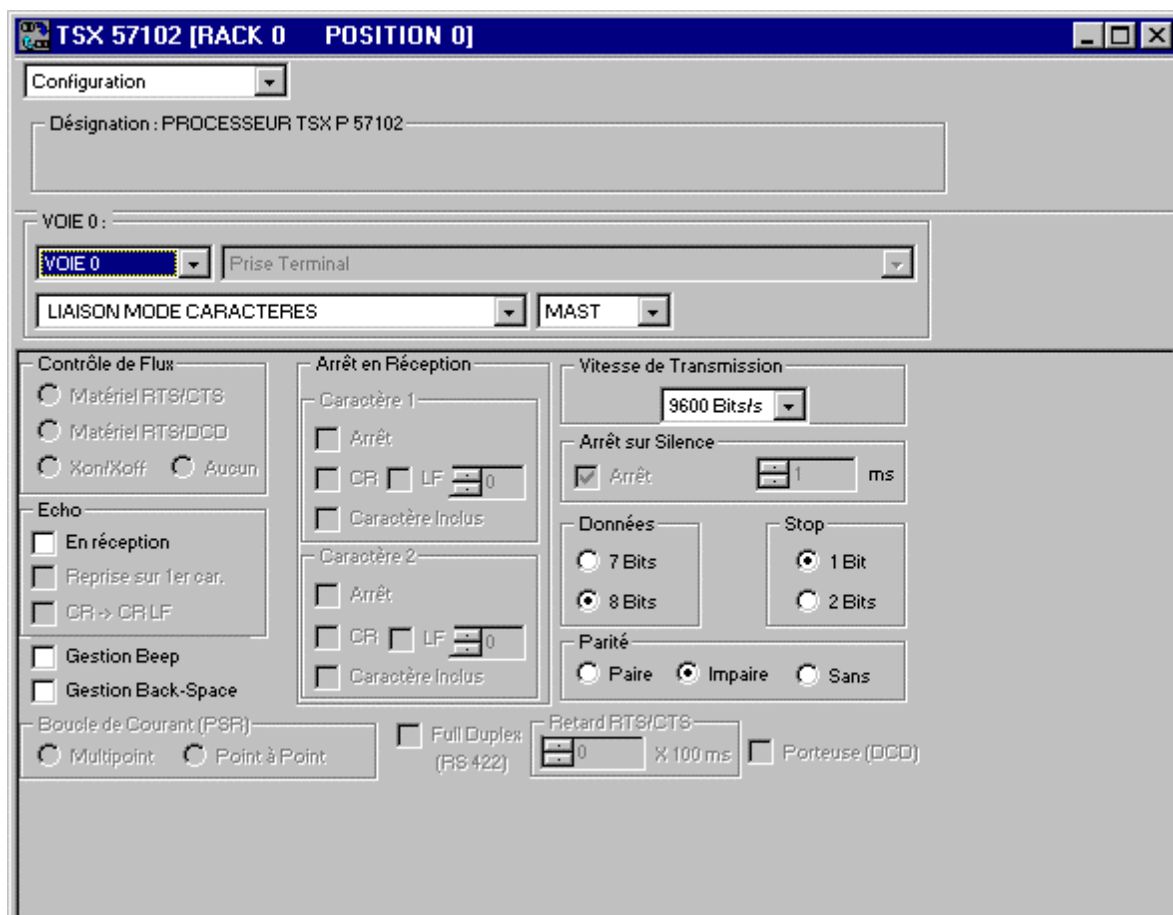 TSX 57102 [RACK 0 POSITION 0]
Configuration
Désignation : PROCESSEUR TSX P 57102
VOIE 0 :
VOIE 0 Prise Terminal
LIAISON MODE CARACTERES MAST
Contrôle de Flux
Matériel RTS/CTS
Matériel RTS/DCD
Xon/Xoff Aucun
Echo
En réception
Reprise sur 1er car.
CR -> CR LF
Gestion Beep
Gestion Back-Space
Arrêt en Réception
Caractère 1
Arrêt
CR LF 0
Caractère Inclus
Caractère 2
Arrêt
CR LF 0
Caractère Inclus
Vitesse de Transmission
9600 Bits/s
Arrêt sur Silence
Arrêt 1 ms
Données
7 Bits
8 Bits
Stop
1 Bit
2 Bits
Parité
Paire Impaire Sans
Boucle de Courant (PSR)
Multipoint Point à Point
Full Duplex
(RS 422)
Retard RTS/CTS
0 X 100 ms
Porteuse (DCD)